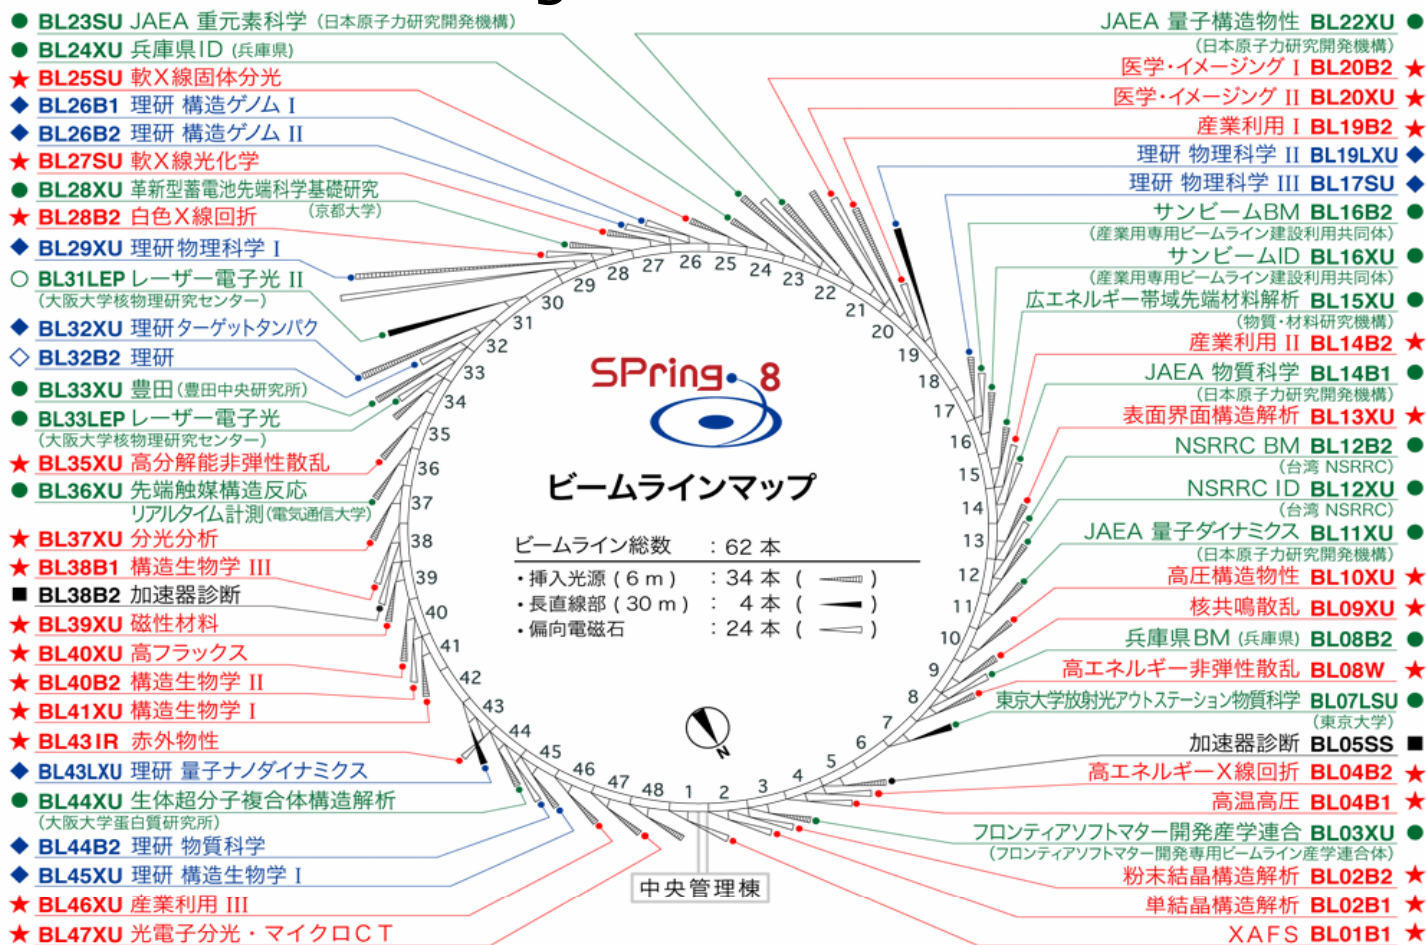 BL23SU JAEA 重元素科学 (日本原子力研究開発機構)
BL24XU 兵庫県ID (兵庫県)
BL25SU 軟X線固体分光
BL26B1 理研 構造ゲノム I
BL26B2 理研 構造ゲノム II
BL27SU 軟X線光化学
BL28XU 革新型蓄電池先端科学基礎研究
(京都大学)
BL28B2 白色X線回折
BL29XU 理研物理科学 I
BL31LEP レーザー電子光 II
(大阪大学核物理研究センター)
BL32XU 理研ターゲットタンパク
BL32B2 理研
BL33XU 豊田 (豊田中央研究所)
BL33LEP レーザー電子光
(大阪大学核物理研究センター)
BL35XU 高分解能非弾性散乱
BL36XU 先端触媒構造反応
リアルタイム計測 (電気通信大学)
BL37XU 分光分析
BL38B1 構造生物学 III
BL38B2 加速器診断
BL39XU 磁性材料
BL40XU 高フラックス
BL40B2 構造生物学 II
BL41XU 構造生物学 I
BL43IR 赤外物性
BL43LXU 理研 量子ナノダイナミクス
BL44XU 生体超分子複合体構造解析
(大阪大学蛋白質研究所)
BL44B2 理研 物質科学
BL45XU 理研 構造生物学 I
BL46XU 産業利用 III
BL47XU 光電子分光・マイクロCT
JAEA 量子構造物性 BL22XU
(日本原子力研究開発機構)
医学・イメージング I BL20B2
医学・イメージング II BL20XU
産業利用 I BL19B2
理研 物理科学 II BL19LXU
理研 物理科学 III BL17SU
サンビームBM BL16B2
(産業用専用ビームライン建設利用共同体)
サンビームID BL16XU
(産業用専用ビームライン建設利用共同体)
広エネルギー帯域先端材料解析 BL15XU
(物質・材料研究機構)
産業利用 II BL14B2
JAEA 物質科学 BL14B1
(日本原子力研究開発機構)
表面界面構造解析 BL13XU
NSRRC BM BL12B2
(台湾 NSRRC)
NSRRC ID BL12XU
(台湾 NSRRC)
JAEA 量子ダイナミクス BL11XU
(日本原子力研究開発機構)
高圧構造物性 BL10XU
核共鳴散乱 BL09XU
兵庫県BM (兵庫県) BL08B2
高エネルギー非弾性散乱 BL08W
東京大学放射光アウトステーション物質科学 BL07LSU
(東京大学)
加速器診断 BL05SS
高エネルギーX線回折 BL04B2
高温高圧 BL04B1
フロンティアソフトマター開発産学連合 BL03XU
(フロンティアソフトマター開発専用ビームライン産学連合体)
粉末結晶構造解析 BL02B2
単結晶構造解析 BL02B1
XAFS BL01B1
SPring-8
ビームラインマップ
ビームライン総数 : 62 本
・挿入光源 ( 6 m ) : 34 本 ( )
・長直線部 ( 30 m ) : 4 本 ( )
・偏向電磁石 : 24 本 ( )
N
中央管理棟
1
2
3
4
5
6
7
8
9
10
11
12
13
14
15
16
17
18
19
20
21
22
23
24
25
26
27
28
29
30
31
32
33
34
35
36
37
38
39
40
41
42
43
44
45
46
47
48